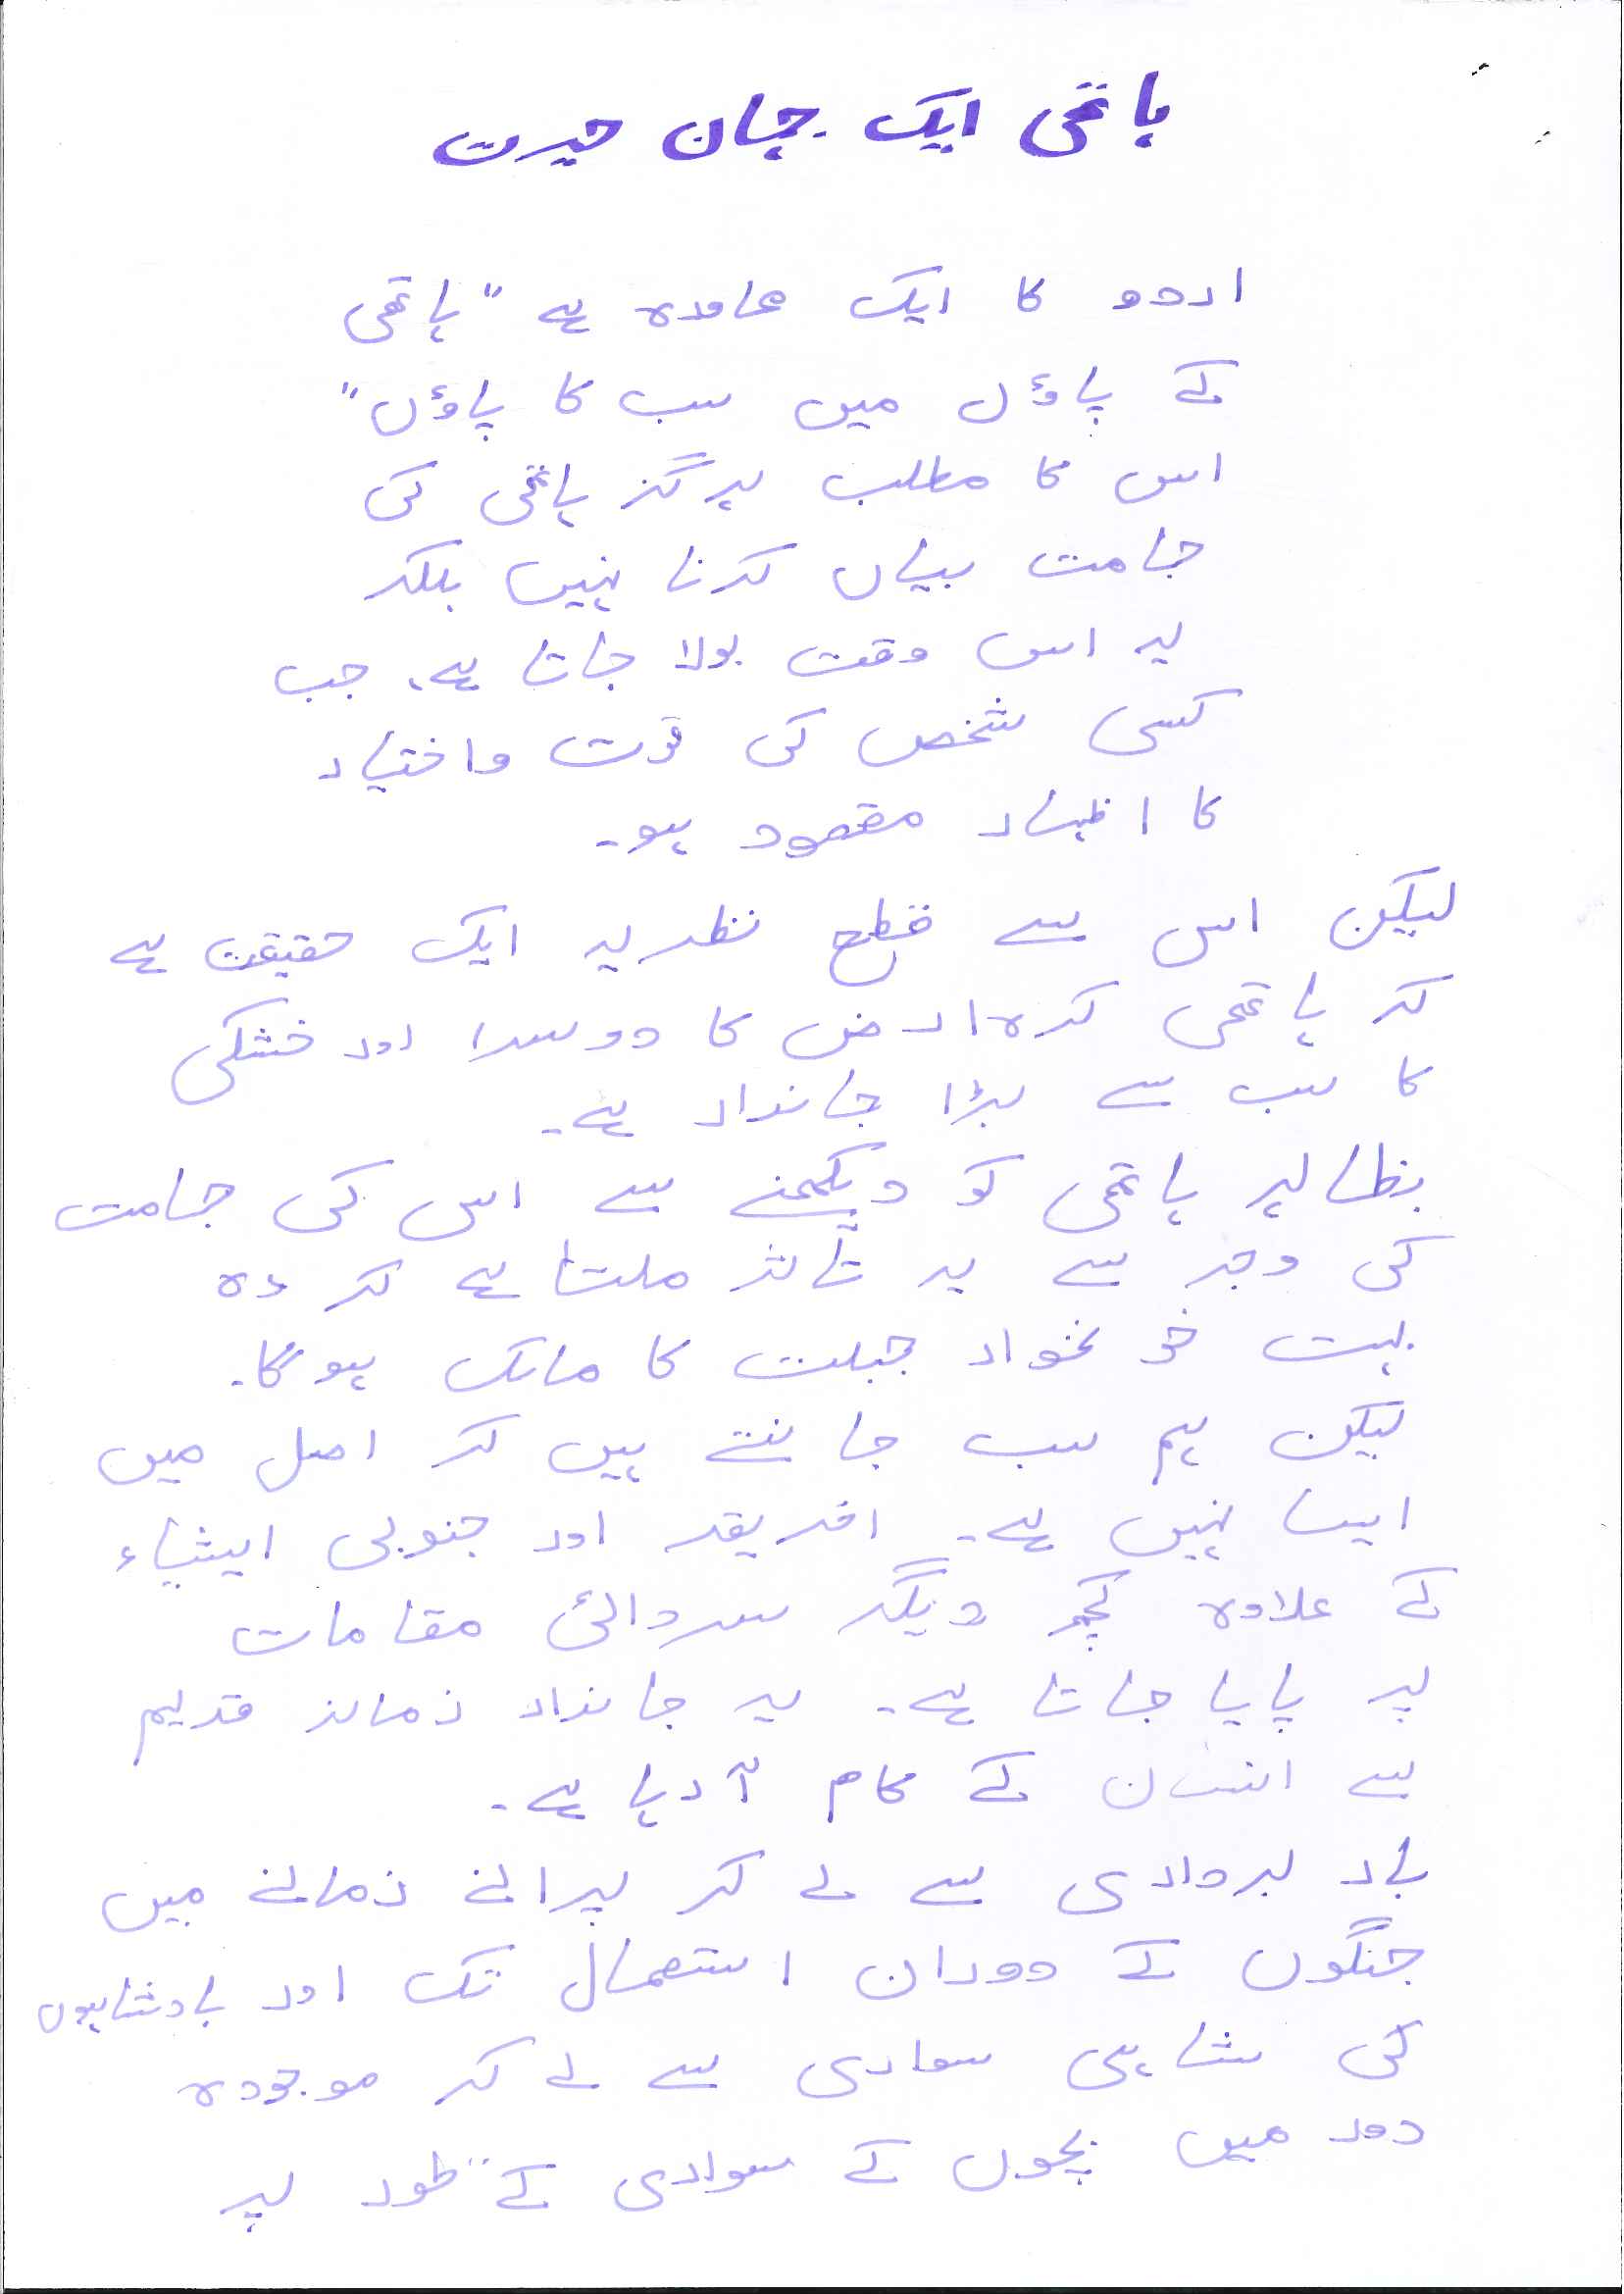 ہاتھی ایک جہان حیرت
اردو کا ایک محاورہ ہے "ہاتھی
کے پاؤں میں سب کا پاؤں"
اس کا مطلب ہرگز ہاتھی کی
جسامت بیان کرنا نہیں بلکہ
یہ اس وقت بولا جاتا ہے، جب
کسی شخص کی قوت واختیار
کا اظہار مقصود ہو۔
لیکن اس سے قطع نظر یہ ایک حقیقت ہے
کہ ہاتھی کرہ ارض کا دوسرا اور خشکی
کا سب سے بڑا جاندار ہے۔
بظاہر ہاتھی کو دیکھنے سے اس کی جسامت
کی وجہ سے یہ تاثر ملتا ہے کہ وہ
بہت خونخوار جبلت کا مالک ہوگا۔
لیکن ہم سب جانتے ہیں کہ اصل میں
ایسا نہیں ہے۔ افریقہ اور جنوبی ایشیاء
کے علاوہ کچھ دیگر سردائی مقامات
پر پایا جاتا ہے۔ یہ جاندار زمانہ قدیم
سے انسان کے کام آرہا ہے۔
بار برداری سے لے کر پرانے زمانے میں
جنگوں کے دوران استعمال تک اور بادشاہوں
کی شاہی سواری سے لے کر موجودہ
دور میں بچوں کے سواری کے طور پر